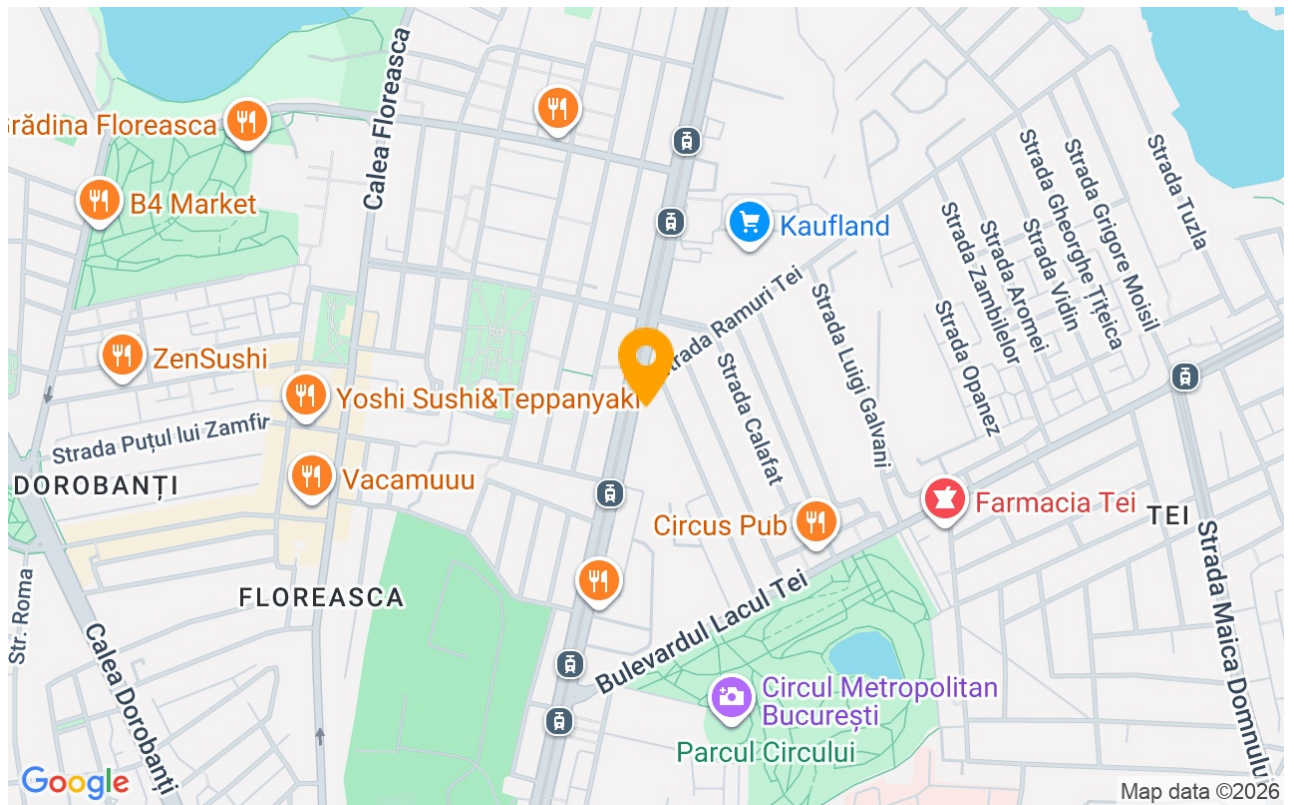 Calea Floreasca
Grădina Floreasca
B4 Market
Kaufland
Strada Tuzla
Strada Grigore Moisil
Strada Gheorghe Țițeica
Strada Vidin
Strada Aromei
Strada Zambilelor
Strada Opanez
Strada Luigi Galvani
Strada Ramuri Tei
Strada Calafat
ZenSushi
Yoshi Sushi&Teppanyaki
Strada Puțul lui Zamfir
DOROBANȚI
Vacamuuu
Circus Pub
Farmacia Tei
TEI
Strada Maica Domnului
FLOREASCA
Str. Roma
Calea Dorobanți
Bulevardul Lacul Tei
Circul Metropolitan
București
Parcul Circului
Google
Map data ©2026